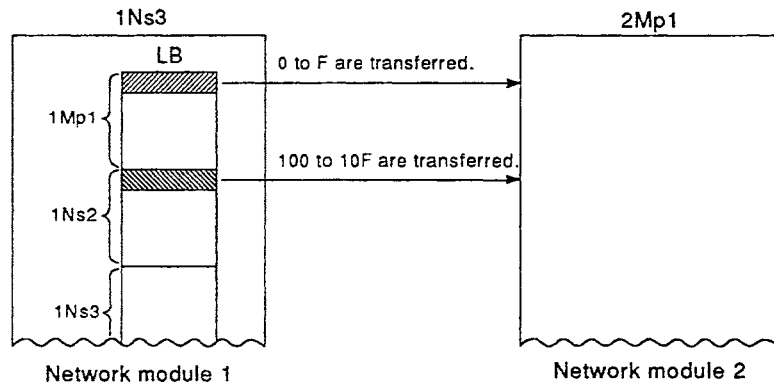 1Ns3
2Mp1
LB
0 to F are transferred.
1Mp1
100 to 10F are transferred.
1Ns2
1Ns3
Network module 1
Network module 2